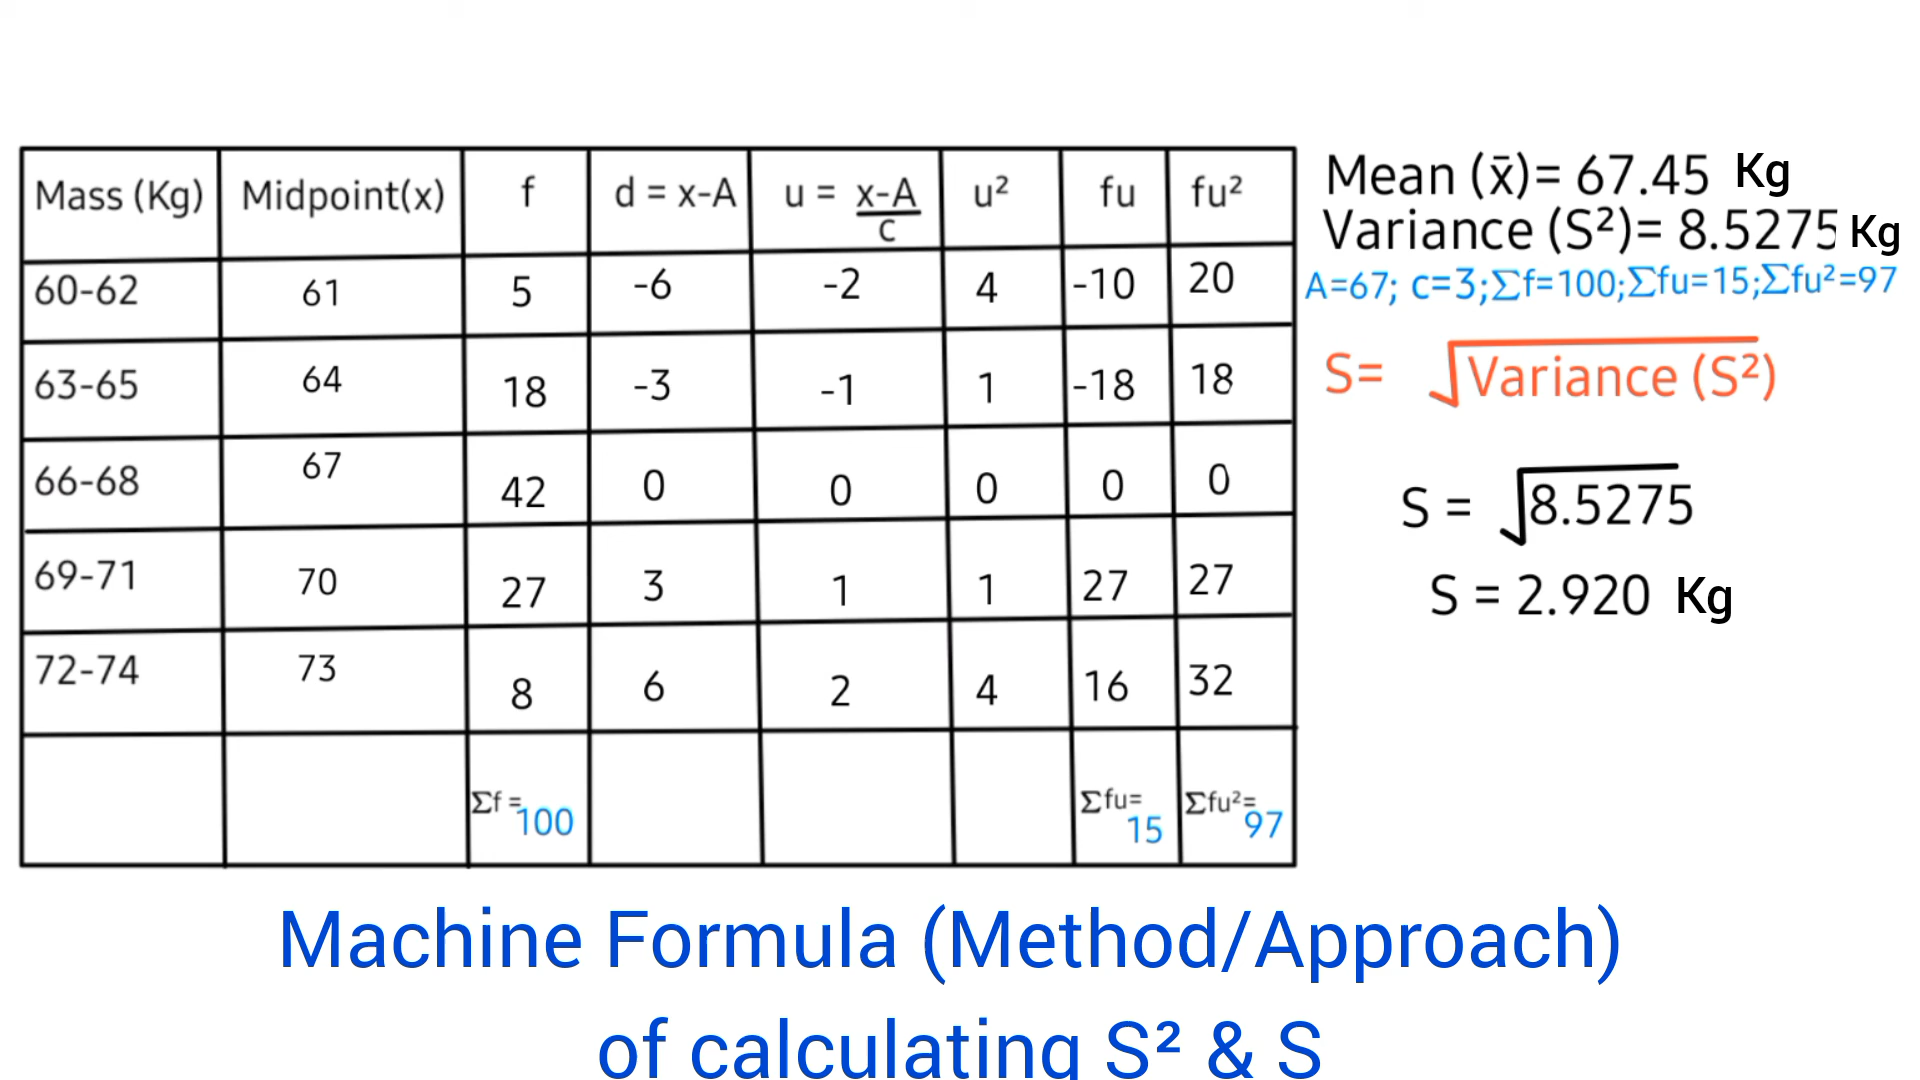 Mass (Kg) Midpoint(x) f d = x-A u = x-A/c u² fu fu²
60-62 61 5 -6 -2 4 -10 20
63-65 64 18 -3 -1 1 -18 18
66-68 67 42 0 0 0 0 0
69-71 70 27 3 1 1 27 27
72-74 73 8 6 2 4 16 32
Σf = 100 Σfu= 15 Σfu²= 97
Mean (x̄)= 67.45 Kg
Variance (S²)= 8.5275 Kg
A=67; c=3;Σf=100;Σfu=15;Σfu²=97
S= √Variance (S²)
S = √8.5275
S = 2.920 Kg
Machine Formula (Method/Approach)
of calculating S² & S